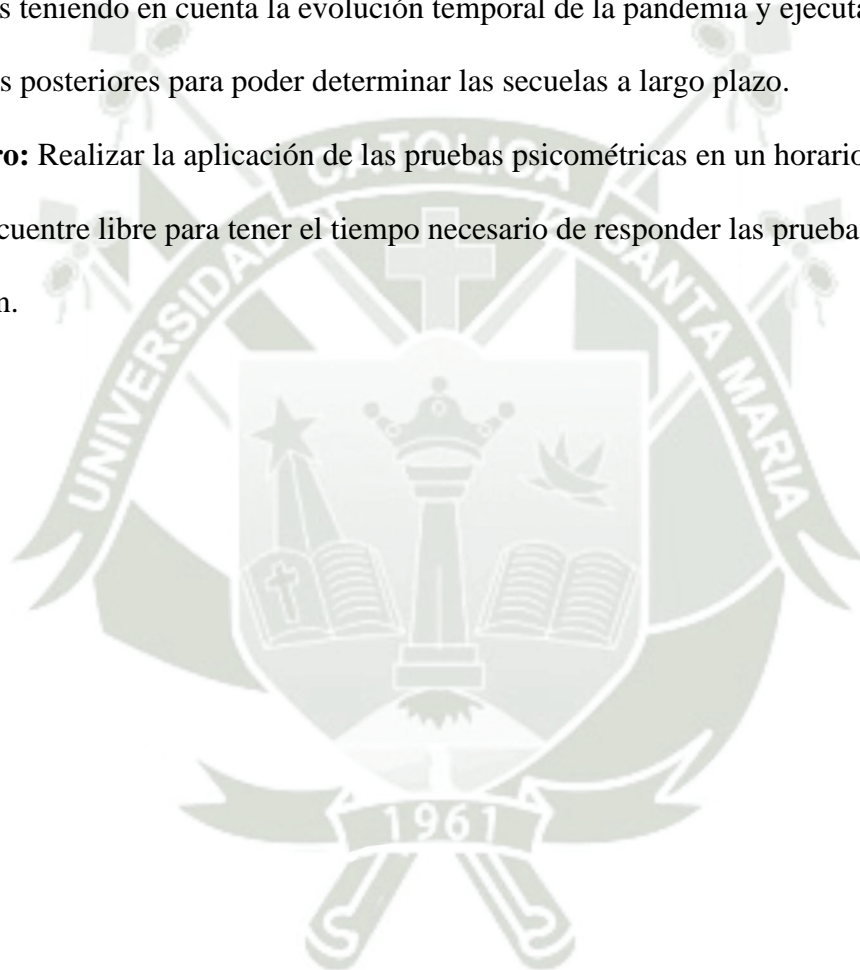 s teniendo en cuenta la evolución temporal de la pandemia y ejecuta
s posteriores para poder determinar las secuelas a largo plazo.
ro: Realizar la aplicación de las pruebas psicométricas en un horario
cuentre libre para tener el tiempo necesario de responder las prueba
n.
UNIVERSIDAD CATOLICA SANTA MARIA
1961